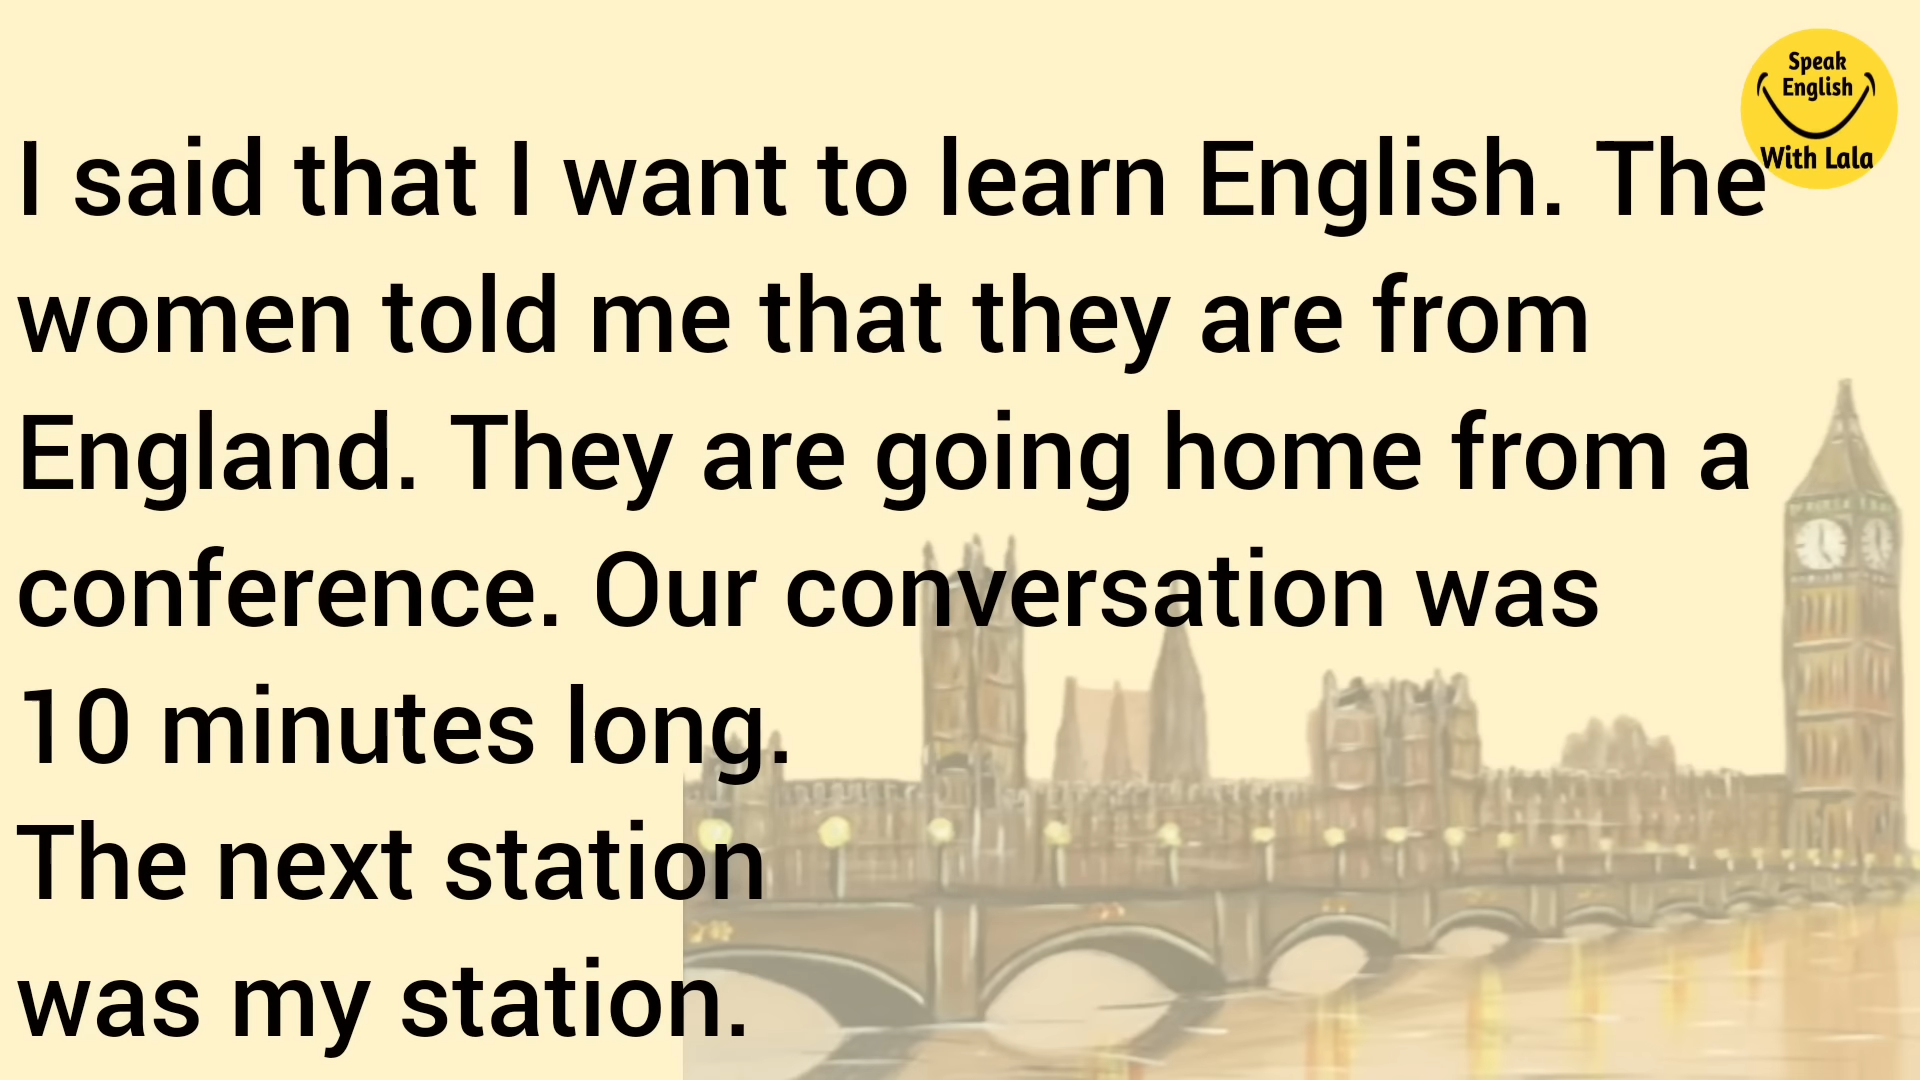 Speak
English
With Lala
I said that I want to learn English. The
women told me that they are from
England. They are going home from a
conference. Our conversation was
10 minutes long.
The next station
was my station.